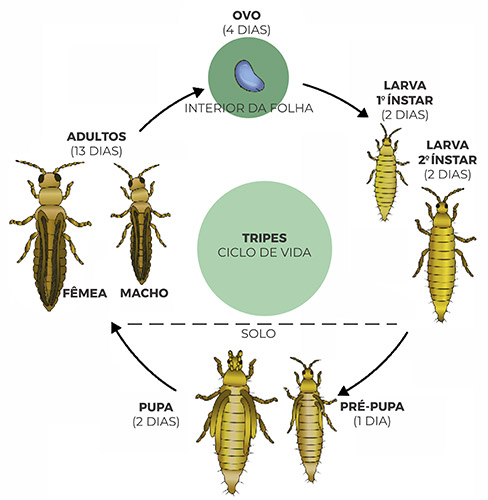 OVO
(4 DIAS)
INTERIOR DA FOLHA
LARVA
1º ÍNSTAR
(2 DIAS)
LARVA
2º ÍNSTAR
(2 DIAS)
ADULTOS
(13 DIAS)
FÊMEA
MACHO
TRIPES
CICLO DE VIDA
SOLO
PUPA
(2 DIAS)
PRÉ-PUPA
(1 DIA)